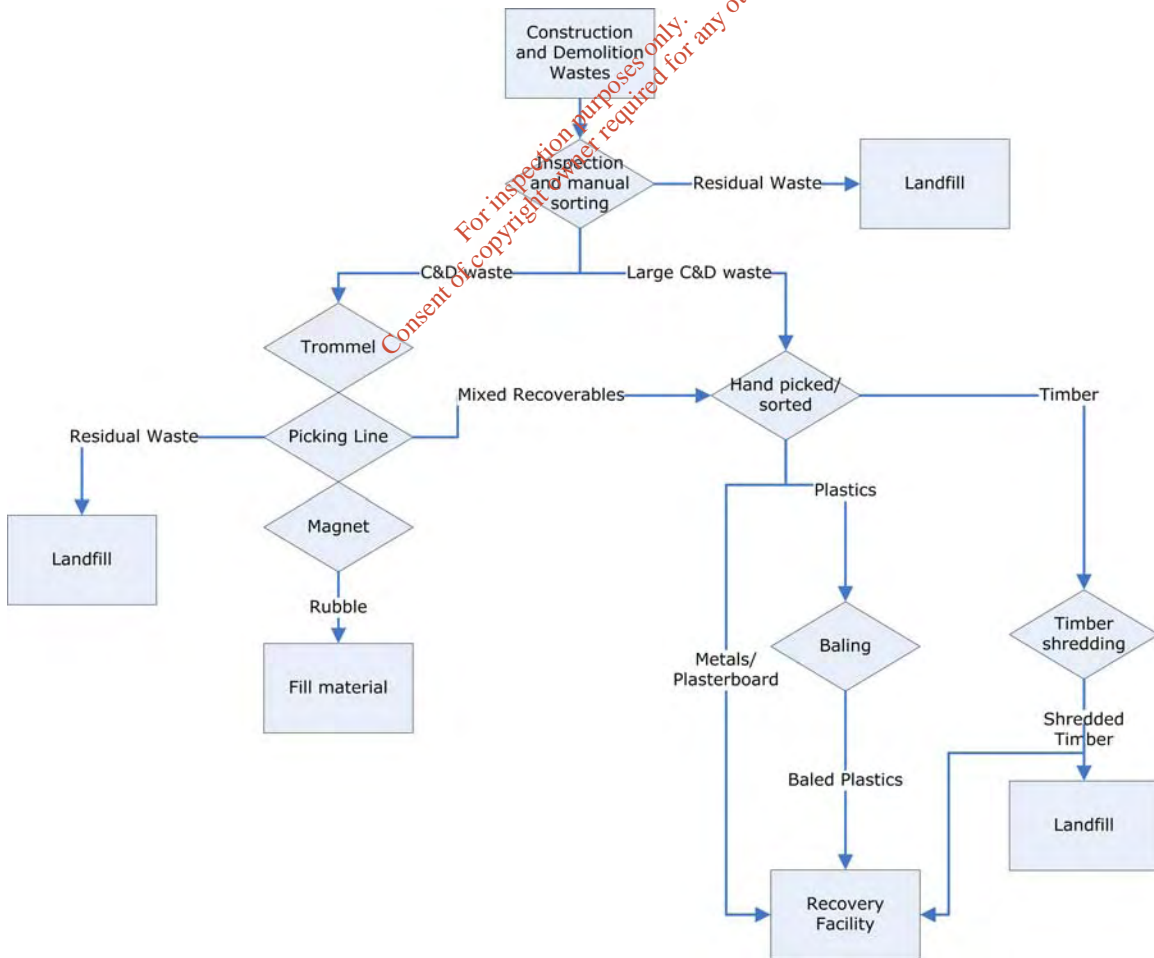 Construction
and Demolition
Wastes
For inspection purposes only.
Consent of copyright owner required for any
Inspection
and manual
sorting
Residual Waste
Landfill
C&D waste
Large C&D waste
Trommel
Hand picked/
sorted
Mixed Recoverables
Timber
Residual Waste
Picking Line
Plastics
Magnet
Landfill
Rubble
Timber
shredding
Baling
Metals/
Plasterboard
Fill material
Shredded
Timber
Baled Plastics
Landfill
Recovery
Facility